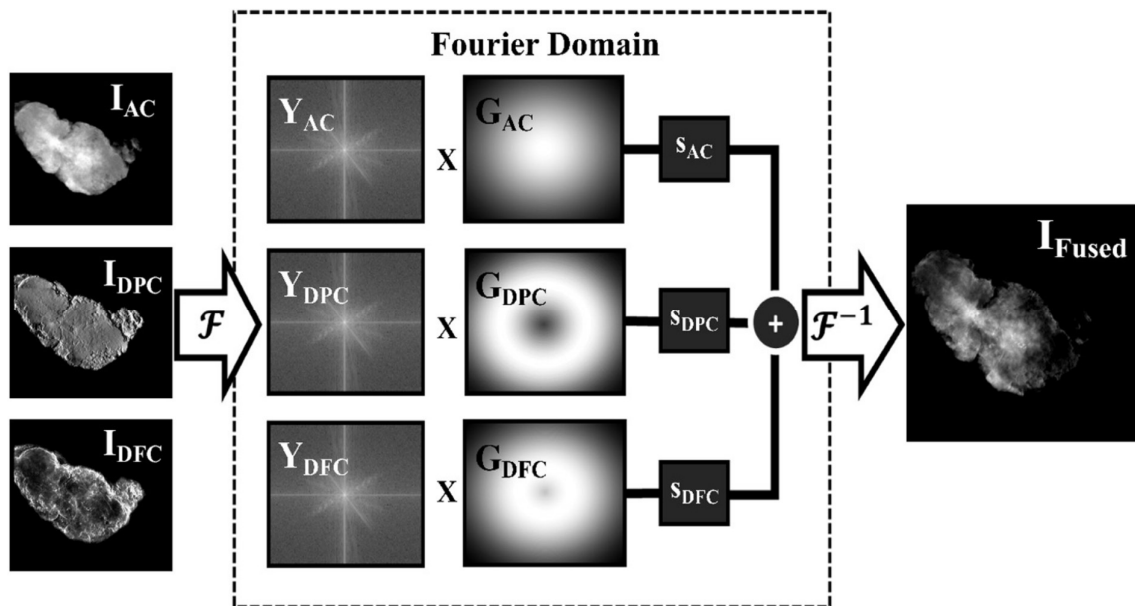 Fourier Domain
I_AC
Y_AC
X
G_AC
s_AC
I_DPC
ℱ
Y_DPC
X
G_DPC
s_DPC
+
ℱ⁻¹
I_Fused
I_DFC
Y_DFC
X
G_DFC
s_DFC